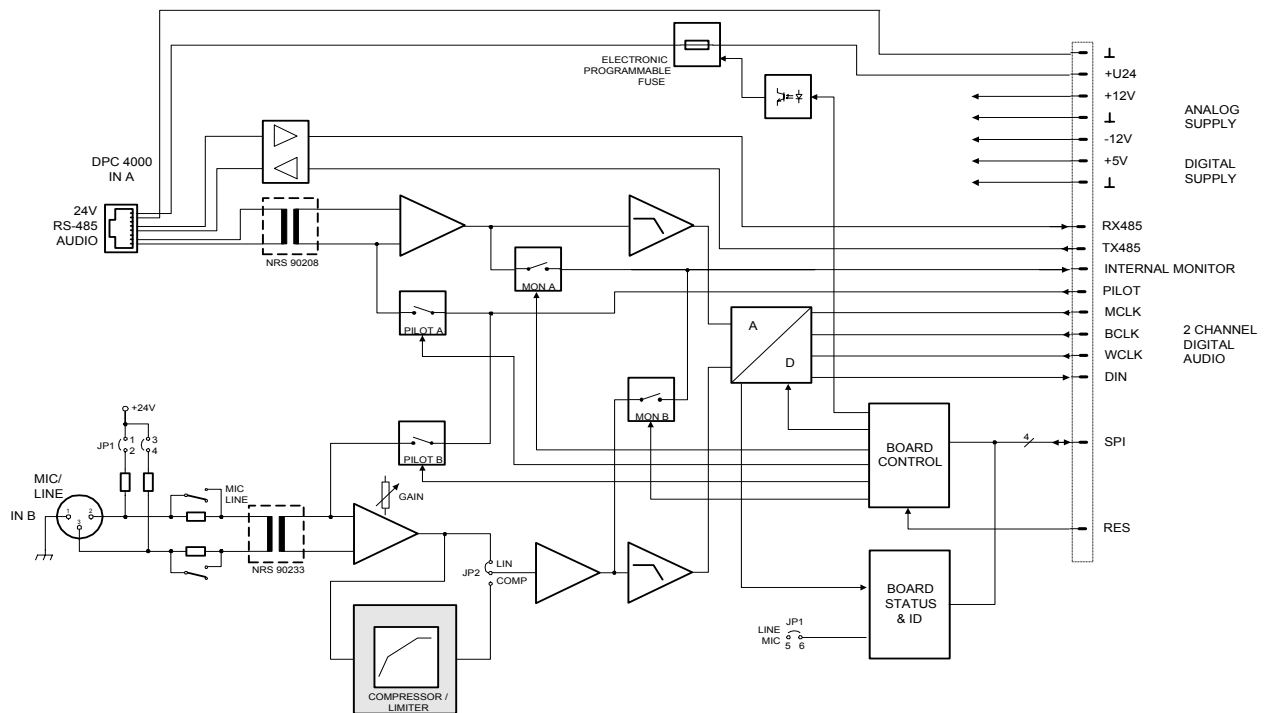 ELECTRONIC
PROGRAMMABLE
FUSE
⊥
+U24
+12V
⊥
-12V
+5V
⊥
ANALOG
SUPPLY
DIGITAL
SUPPLY
DPC 4000
IN A
24V
RS-485
AUDIO
NRS 90208
MON A
PILOT A
RX485
TX485
INTERNAL MONITOR
PILOT
MCLK
BCLK
WCLK
DIN
2 CHANNEL
DIGITAL
AUDIO
A
D
MON B
+24V
JP1
1
2
3
4
PILOT B
BOARD
CONTROL
4
SPI
MIC/
LINE
IN B
1
2
3
MIC
LINE
NRS 90233
GAIN
RES
JP2
LIN
COMP
BOARD
STATUS
& ID
LINE
MIC
JP1
5 6
COMPRESSOR /
LIMITER